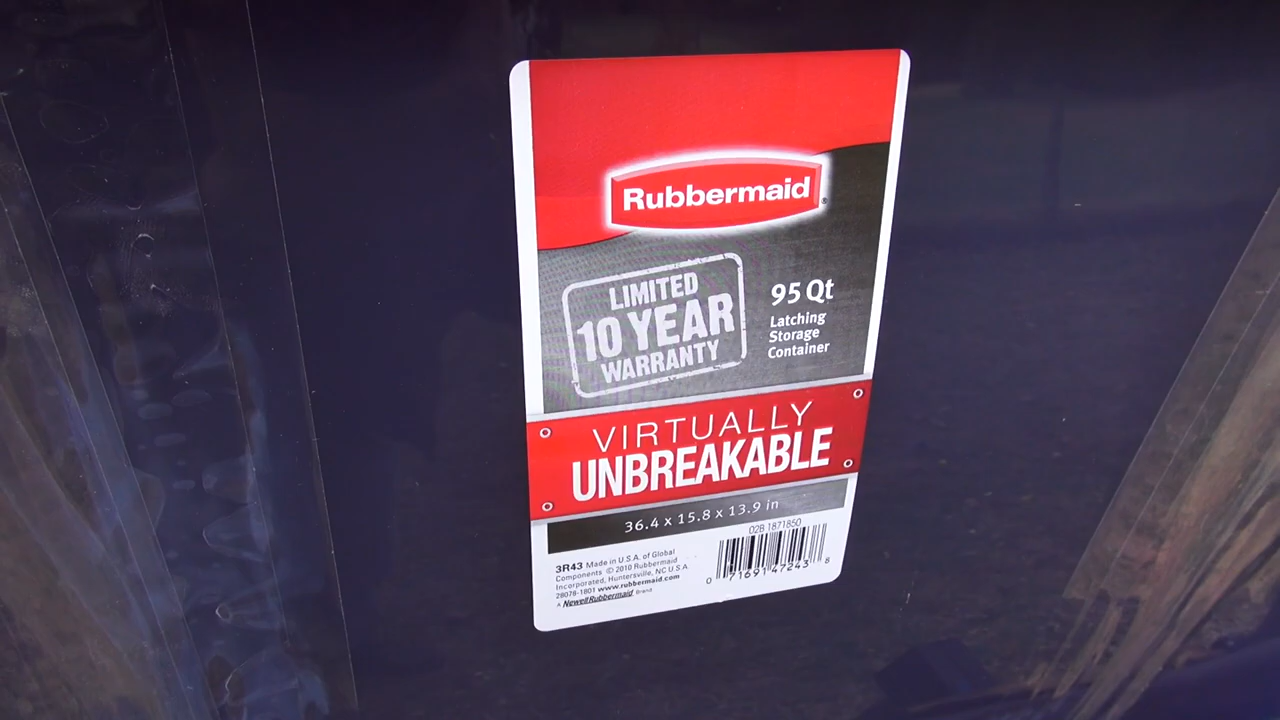 Rubbermaid®
LIMITED
10 YEAR
WARRANTY
95 Qt
Latching
Storage
Container
VIRTUALLY
UNBREAKABLE
36.4 x 15.8 x 13.9 in
02B 1871850
3R43 Made in U.S.A. of Global
Components © 2010 Rubbermaid
Incorporated, Huntersville, NC U.S.A
28078-1801 www.rubbermaid.com
A NewellRubbermaid Brand
0 71691 47243 8